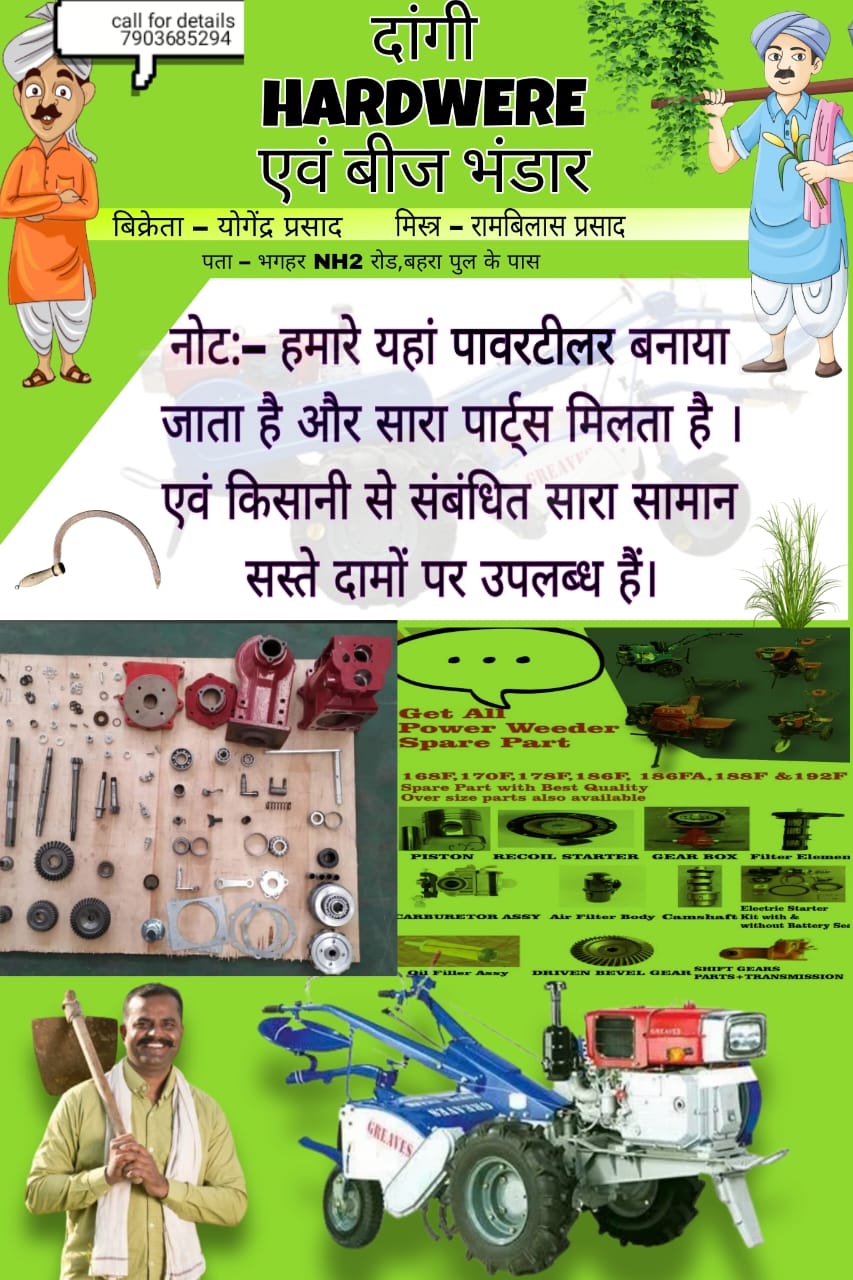 call for details
7903685294
दांगी
HARDWERE
एवं बीज भंडार
बिक्रेता – योगेंद्र प्रसाद मिस्त्र – रामबिलास प्रसाद
पता – भगहर NH2 रोड,बहरा पुल के पास
नोट:– हमारे यहां पावरटीलर बनाया
जाता है और सारा पार्ट्स मिलता है ।
एवं किसानी से संबंधित सारा सामान
सस्ते दामों पर उपलब्ध हैं।
GREAVES
Get All
Power Weeder
Spare Part
168F,170F,178F,186F, 186FA,188F &192F
Spare Part with Best Quality
Over size parts also available
PISTON RECOIL STARTER GEAR BOX Filter Elemen
CARBURETOR ASSY Air Filter Body Camshaft Electric Starter
Kit with &
without Battery Se
Oil Filler Assy DRIVEN BEVEL GEAR SHIFT GEARS
PARTS+TRANSMISSION
GREAVES
GREAVES
GREAVES